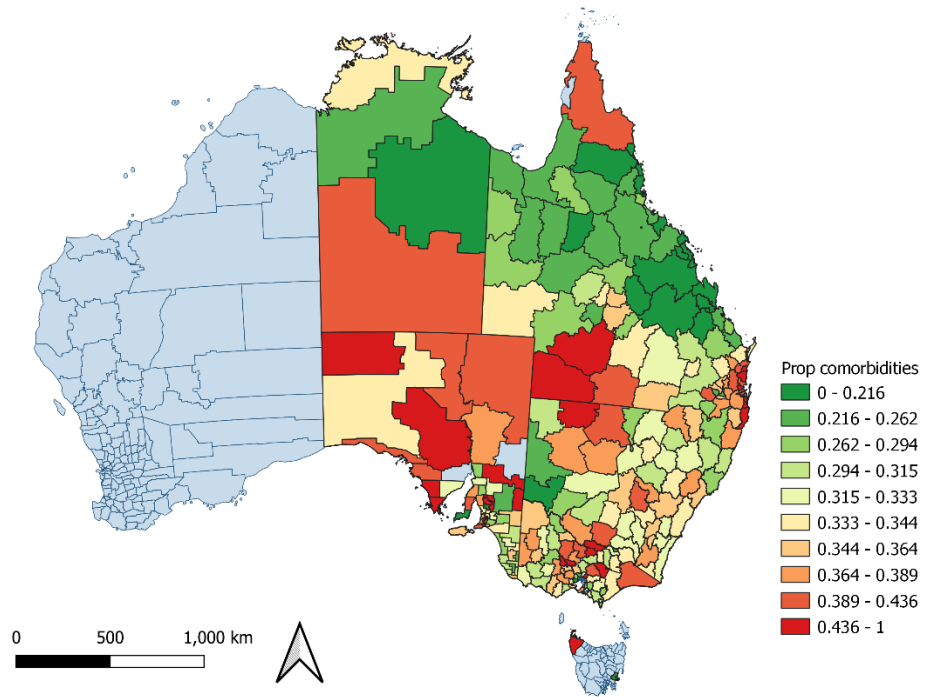 Prop comorbidities
0 - 0.216
0.216 - 0.262
0.262 - 0.294
0.294 - 0.315
0.315 - 0.333
0.333 - 0.344
0.344 - 0.364
0.364 - 0.389
0.389 - 0.436
0.436 - 1
0 500 1,000 km